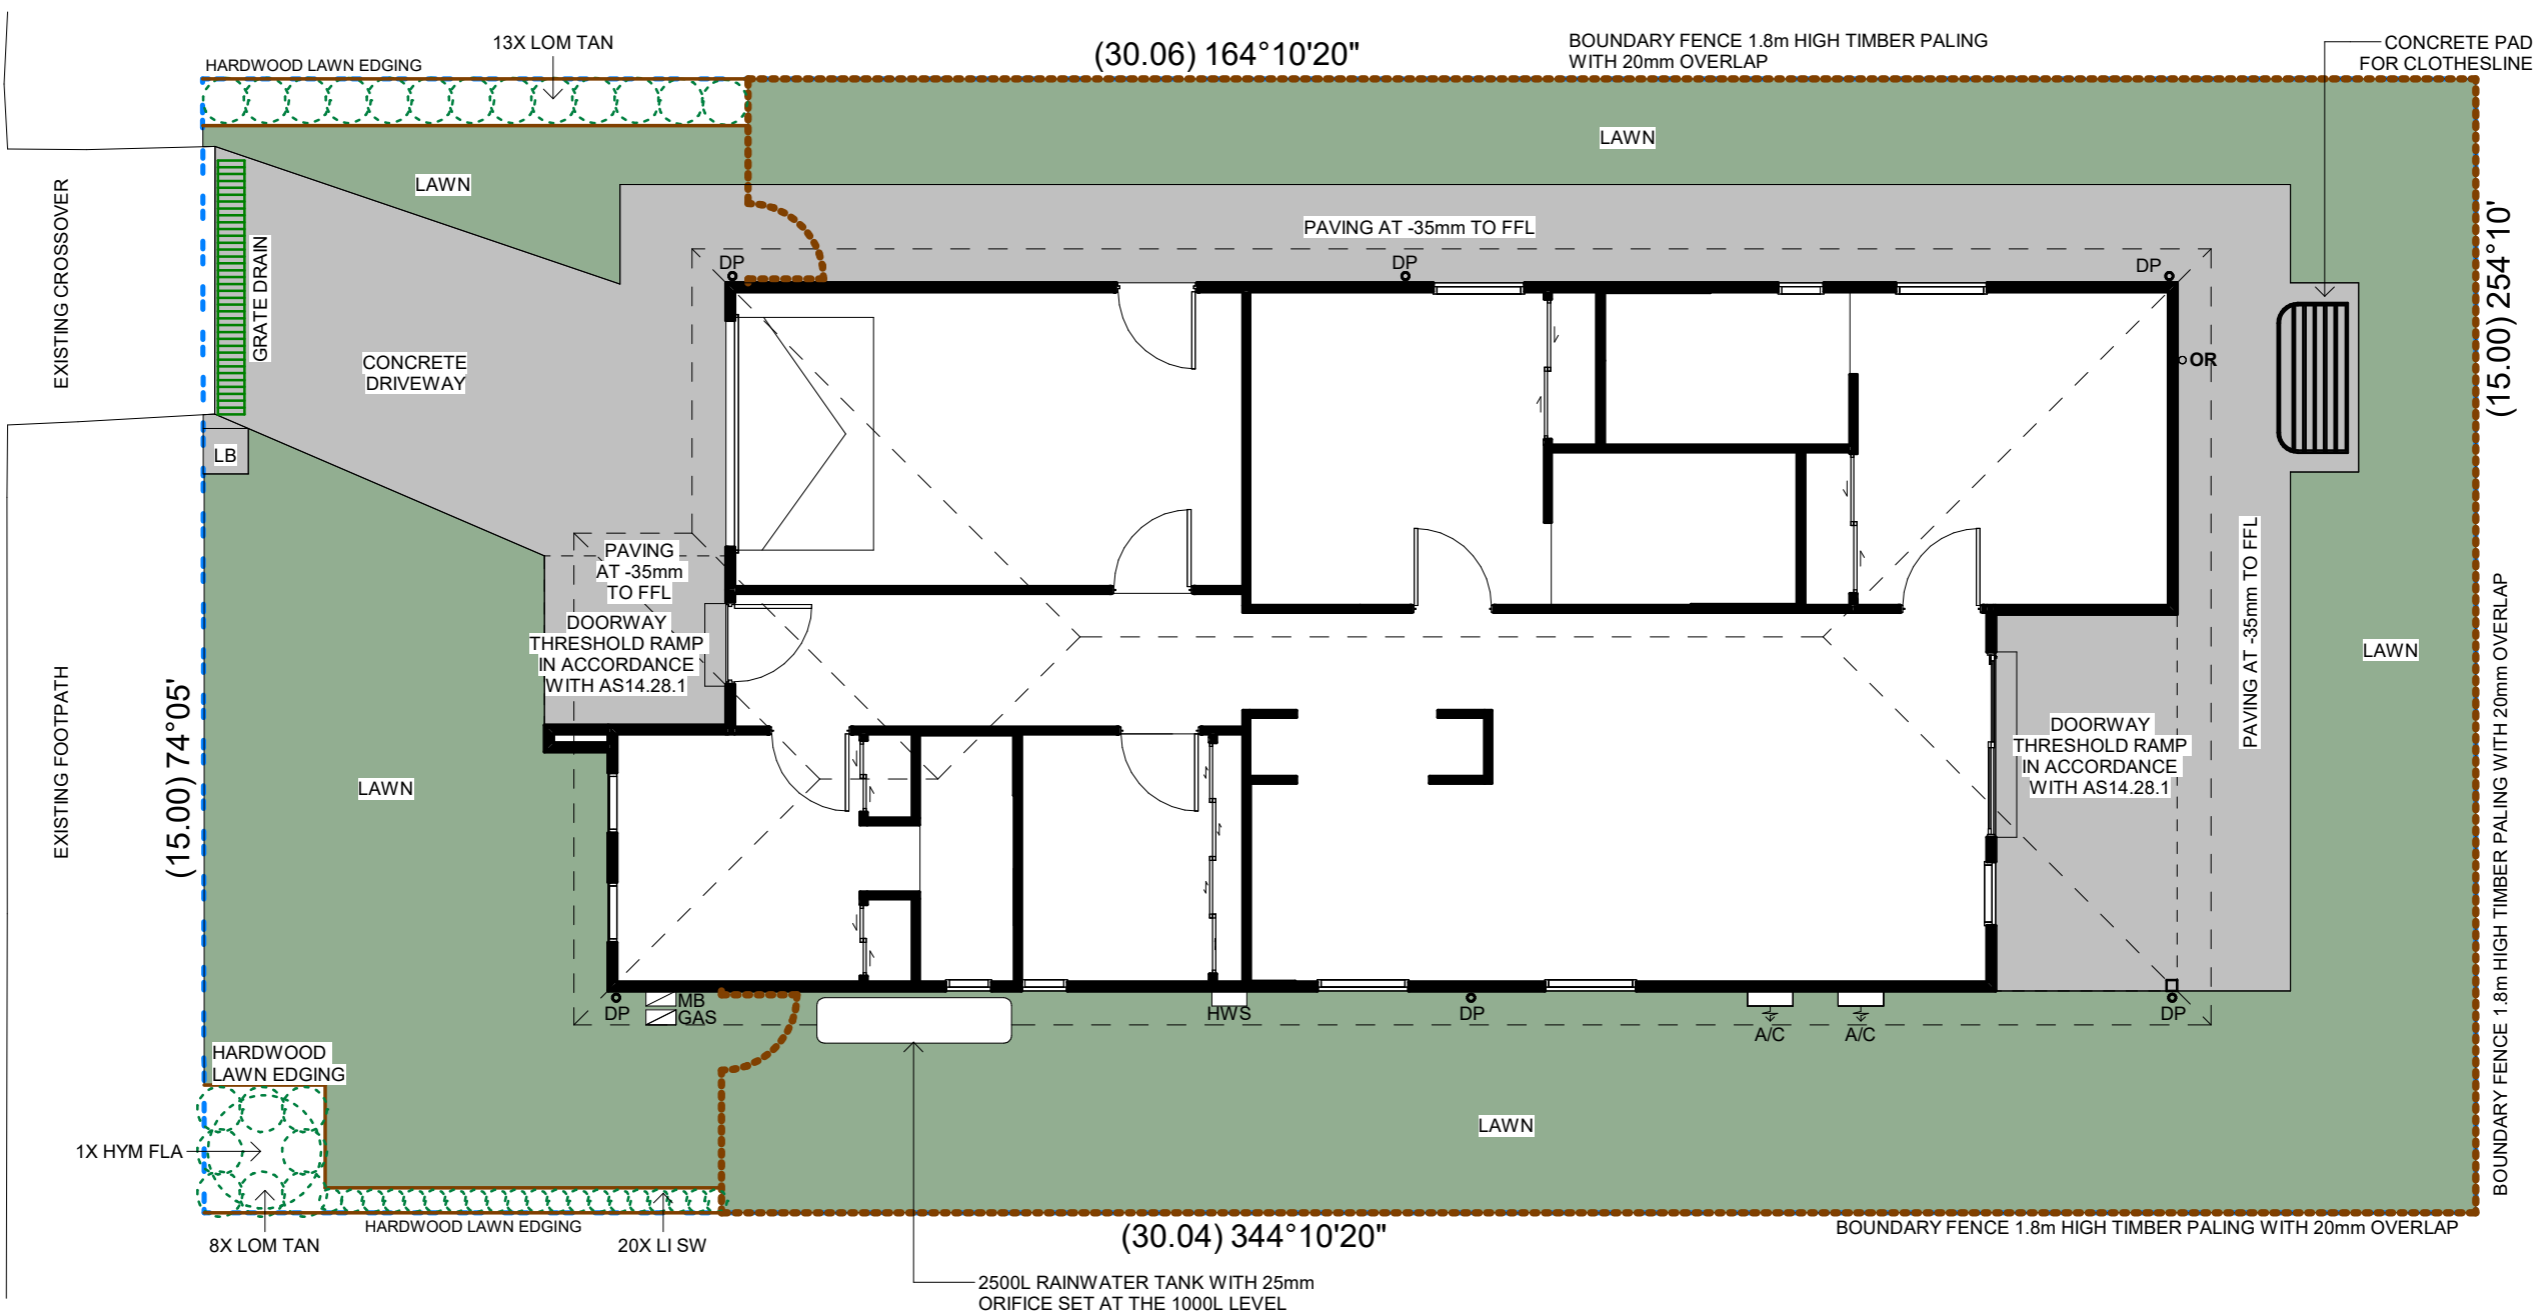 13X LOM TAN
(30.06) 164°10'20"
BOUNDARY FENCE 1.8m HIGH TIMBER PALING
WITH 20mm OVERLAP
CONCRETE PAD
FOR CLOTHESLINE
HARDWOOD LAWN EDGING
LAWN
LAWN
EXISTING CROSSOVER
GRATE DRAIN
PAVING AT -35mm TO FFL
(15.00) 254°10'
DP
DP
DP
CONCRETE
DRIVEWAY
OR
LB
PAVING
AT -35mm
TO FFL
DOORWAY
THRESHOLD RAMP
IN ACCORDANCE
WITH AS14.28.1
PAVING AT -35mm TO FFL
LAWN
BOUNDARY FENCE 1.8m HIGH TIMBER PALING WITH 20mm OVERLAP
EXISTING FOOTPATH
(15.00) 74°05'
LAWN
DOORWAY
THRESHOLD RAMP
IN ACCORDANCE
WITH AS14.28.1
MB
GAS
DP
HWS
DP
A/C
A/C
DP
HARDWOOD
LAWN EDGING
LAWN
1X HYM FLA
HARDWOOD LAWN EDGING
8X LOM TAN
20X LI SW
(30.04) 344°10'20"
BOUNDARY FENCE 1.8m HIGH TIMBER PALING WITH 20mm OVERLAP
2500L RAINWATER TANK WITH 25mm
ORIFICE SET AT THE 1000L LEVEL